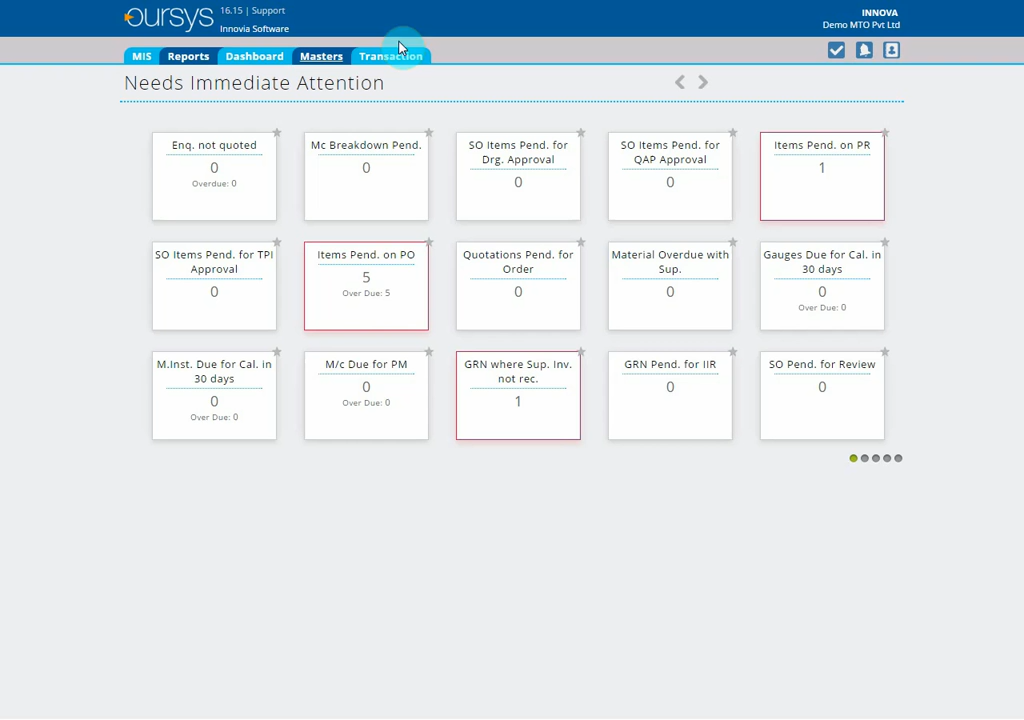 oursys 16.15 | Support
Innovia Software
INNOVA
Demo MTO Pvt Ltd
MIS Reports Dashboard Masters Transaction
Needs Immediate Attention
Enq. not quoted
0
Overdue: 0
Mc Breakdown Pend.
0
SO Items Pend. for
Drg. Approval
0
SO Items Pend. for
QAP Approval
0
Items Pend. on PR
1
SO Items Pend. for TPI
Approval
0
Items Pend. on PO
5
Over Due: 5
Quotations Pend. for
Order
0
Material Overdue with
Sup.
0
Gauges Due for Cal. in
30 days
0
Over Due: 0
M.Inst. Due for Cal. in
30 days
0
Over Due: 0
M/c Due for PM
0
Over Due: 0
GRN where Sup. Inv.
not rec.
1
GRN Pend. for IIR
0
SO Pend. for Review
0